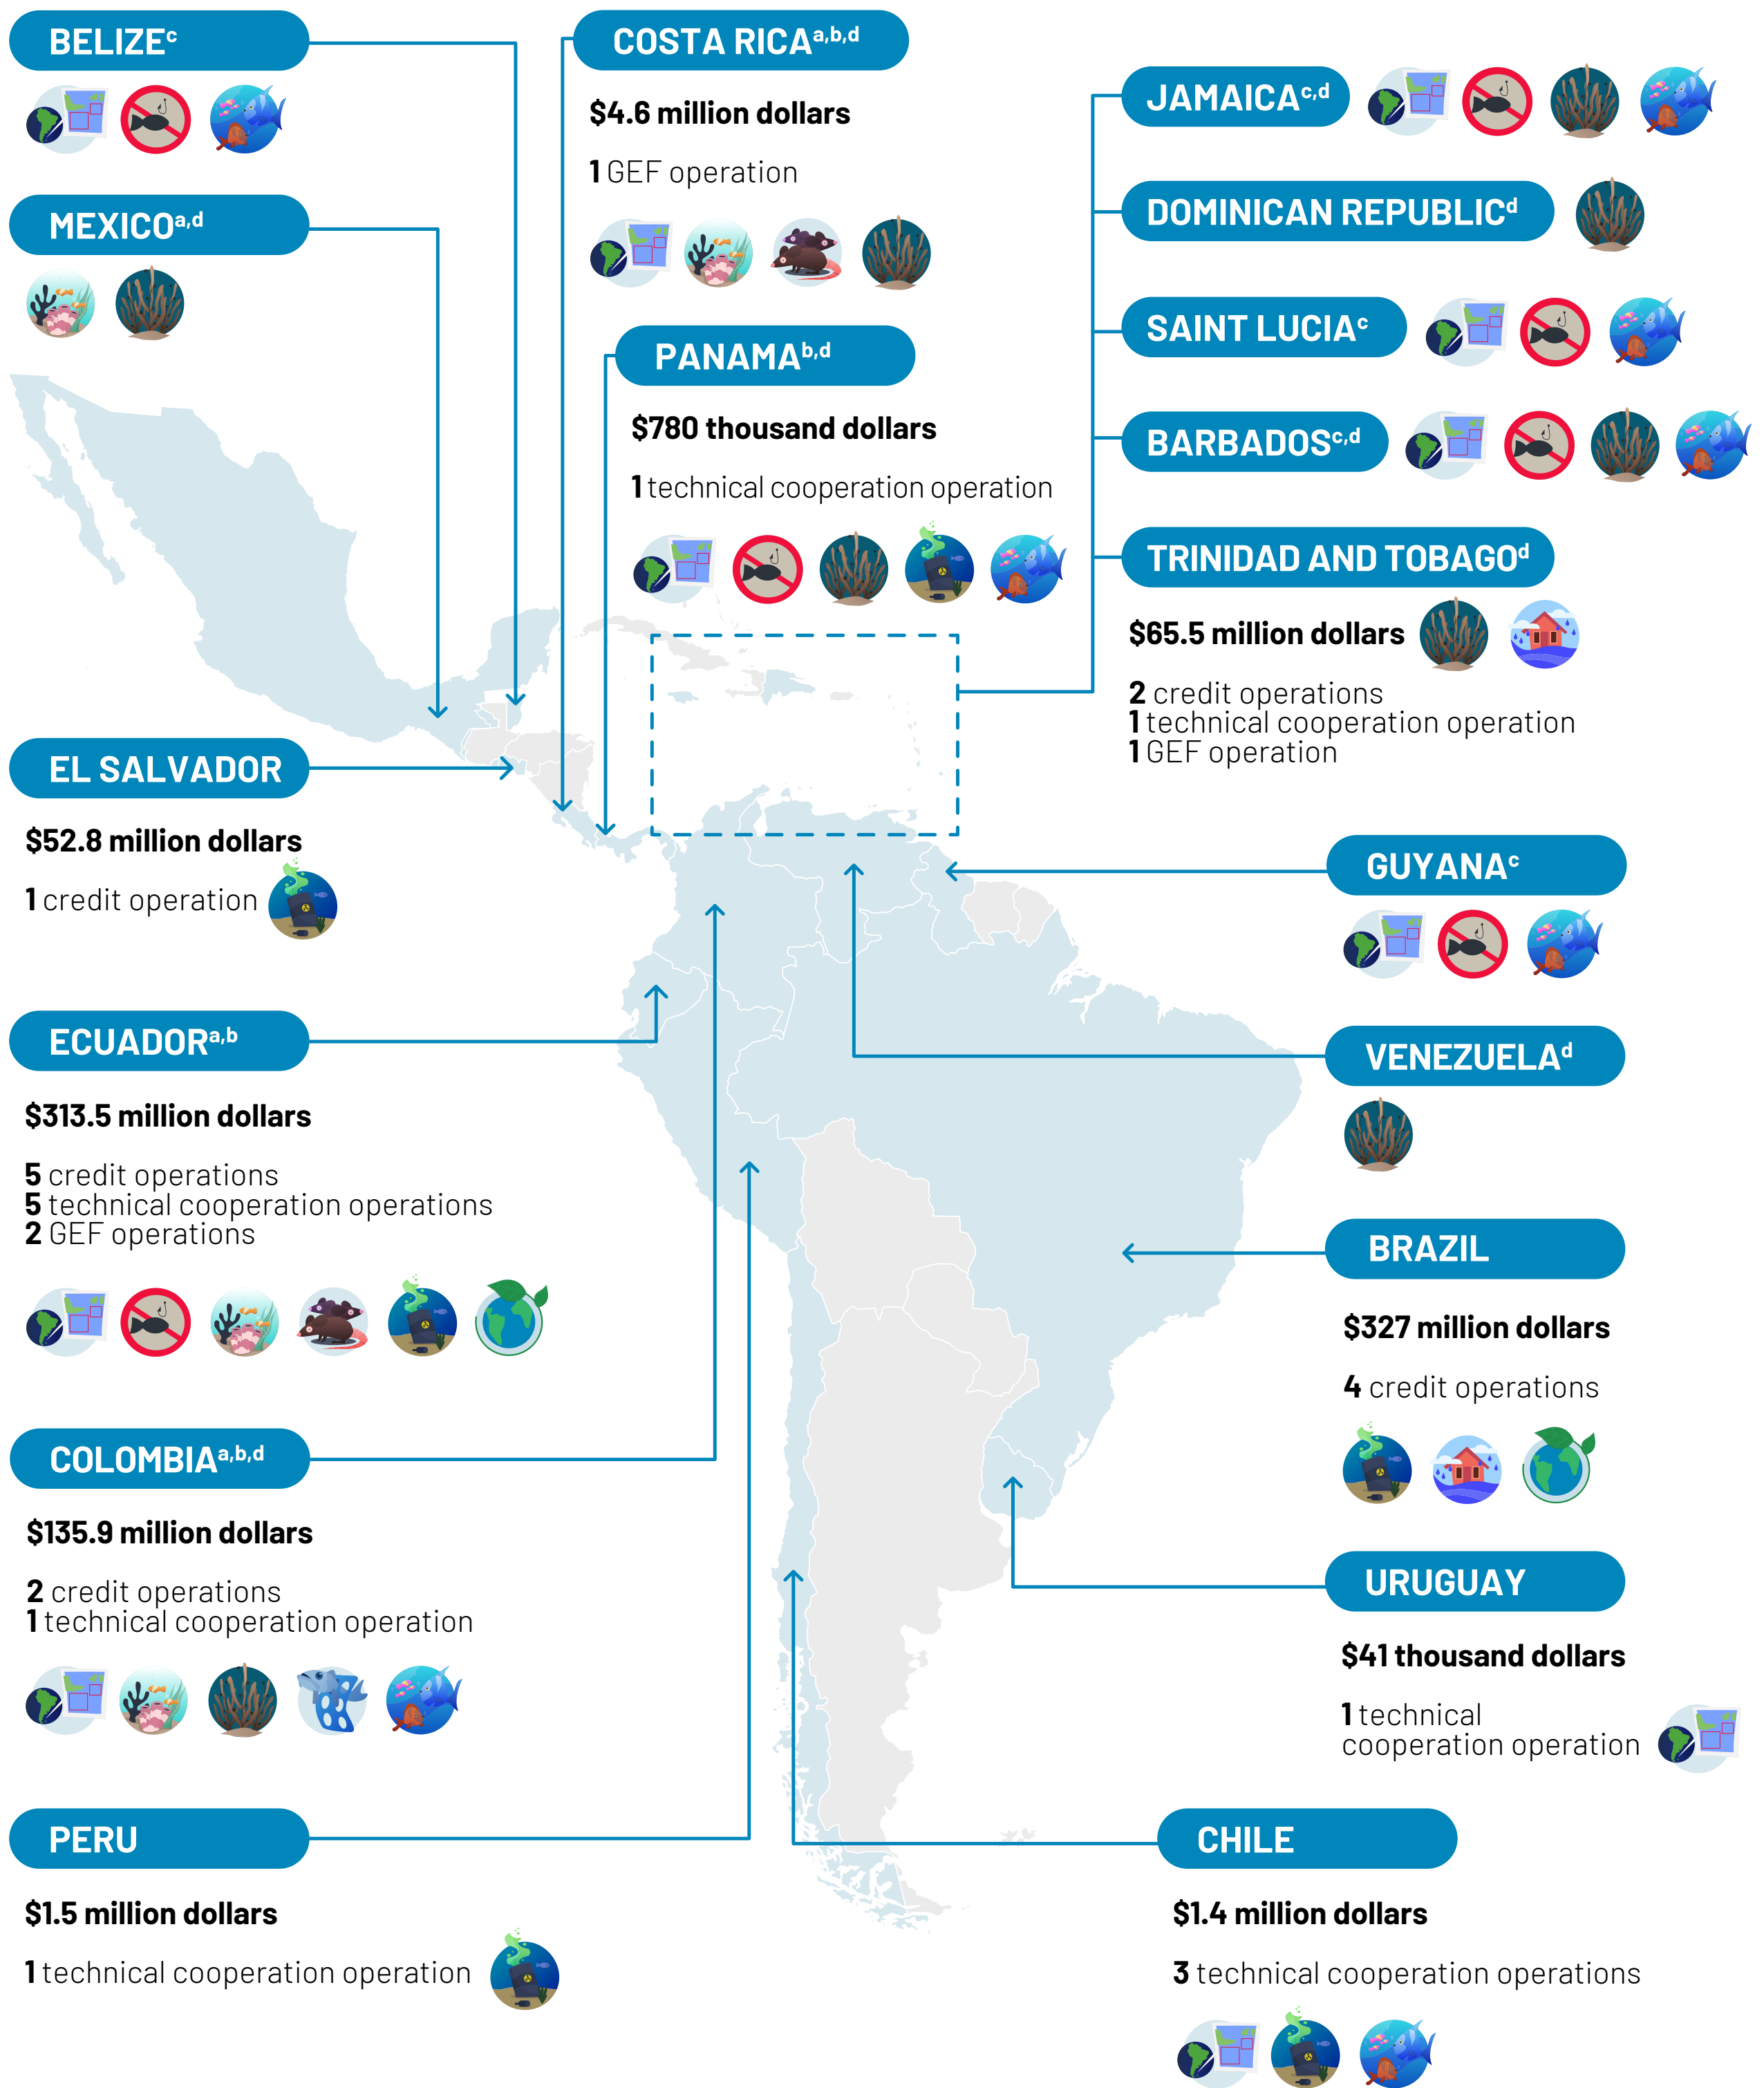 BELIZEc
MEXICOa,d
COSTA RICAa,b,d
$4.6 million dollars
1 GEF operation
PANAMAb,d
$780 thousand dollars
1 technical cooperation operation
JAMAICAc,d
DOMINICAN REPUBLICd
SAINT LUCIAc
BARBADOSc,d
TRINIDAD AND TOBAGOd
$65.5 million dollars
2 credit operations
1 technical cooperation operation
1 GEF operation
EL SALVADOR
$52.8 million dollars
1 credit operation
GUYANAc
ECUADORa,b
$313.5 million dollars
5 credit operations
5 technical cooperation operations
2 GEF operations
VENEZUELAd
BRAZIL
$327 million dollars
4 credit operations
COLOMBIAa,b,d
$135.9 million dollars
2 credit operations
1 technical cooperation operation
URUGUAY
$41 thousand dollars
1 technical
cooperation operation
PERU
$1.5 million dollars
1 technical cooperation operation
CHILE
$1.4 million dollars
3 technical cooperation operations